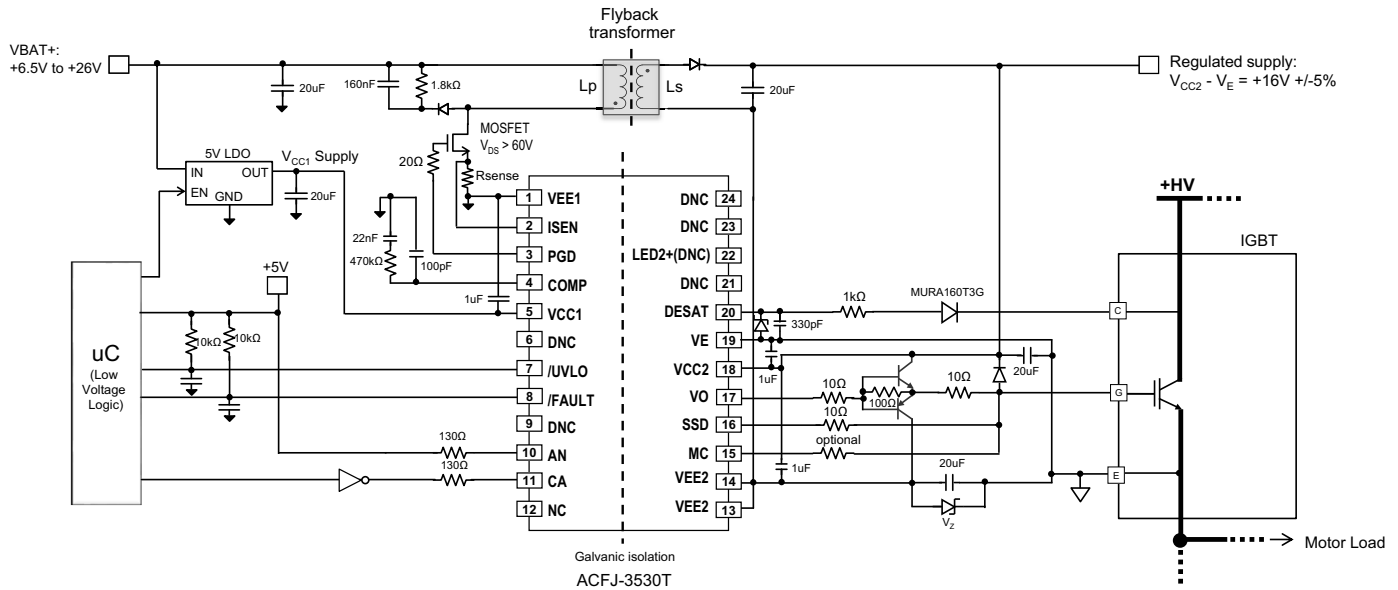 Flyback
transformer
VBAT+:
+6.5V to +26V
Regulated supply:
VCC2 - VE = +16V +/-5%
20uF
160nF
1.8kΩ
Lp
Ls
20uF
MOSFET
VDS > 60V
20Ω
Rsense
5V LDO
IN
OUT
EN
GND
VCC1 Supply
20uF
22nF
470kΩ
100pF
1uF
+5V
10kΩ
10kΩ
uC
(Low
Voltage
Logic)
130Ω
130Ω
1 VEE1
2 ISEN
3 PGD
4 COMP
5 VCC1
6 DNC
7 /UVLO
8 /FAULT
9 DNC
10 AN
11 CA
12 NC
DNC 24
DNC 23
LED2+(DNC) 22
DNC 21
DESAT 20
VE 19
VCC2 18
VO 17
SSD 16
MC 15
VEE2 14
VEE2 13
Galvanic isolation
ACFJ-3530T
330pF
1kΩ
MURA160T3G
1uF
20uF
10Ω
100Ω
10Ω
10Ω
optional
1uF
20uF
VZ
+HV
IGBT
C
G
E
Motor Load